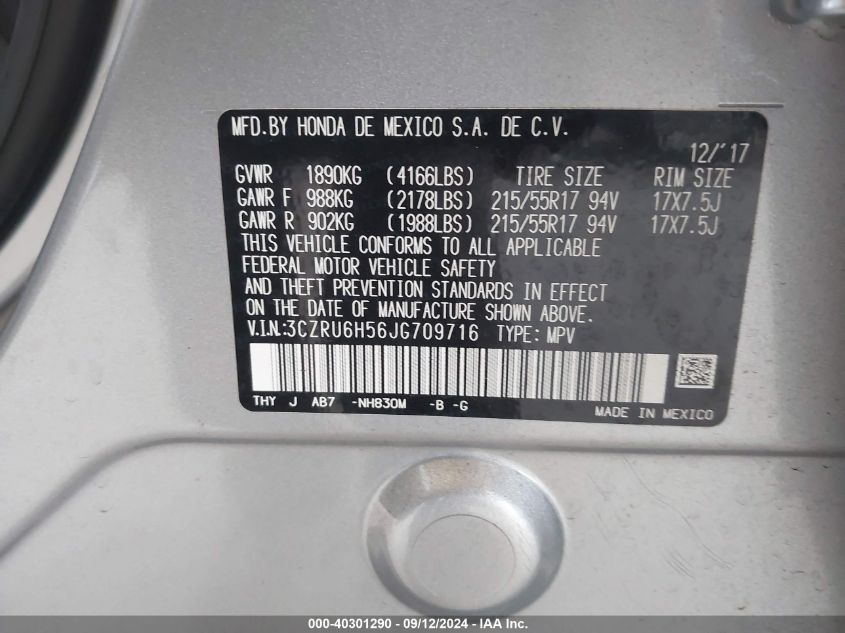 MFD.BY HONDA DE MEXICO S.A. DE C.V.
12/'17
GVWR 1890KG (4166LBS) TIRE SIZE RIM SIZE
GAWR F 988KG (2178LBS) 215/55R17 94V 17X7.5J
GAWR R 902KG (1988LBS) 215/55R17 94V 17X7.5J
THIS VEHICLE CONFORMS TO ALL APPLICABLE
FEDERAL MOTOR VEHICLE SAFETY
AND THEFT PREVENTION STANDARDS IN EFFECT
ON THE DATE OF MANUFACTURE SHOWN ABOVE.
V.I.N:3CZRU6H56JG709716 TYPE: MPV
THY J AB7 -NH830M -B -G
MADE IN MEXICO
000-40301290 - 09/12/2024 - IAA Inc.